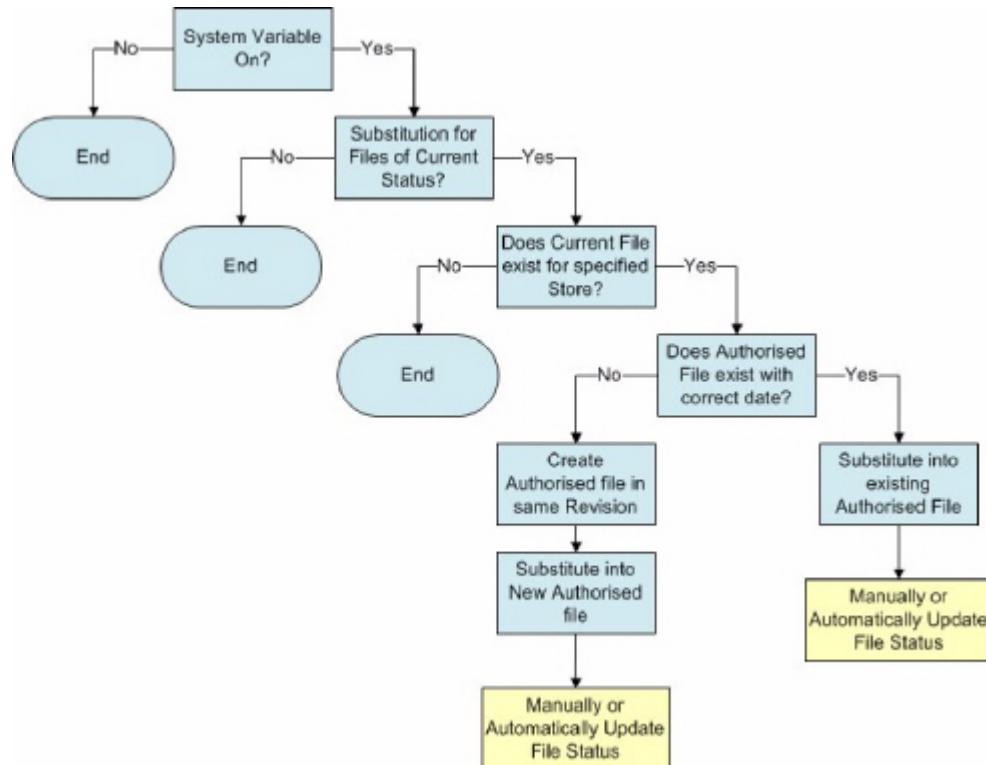 No
System Variable
On?
Yes
End
No
Substitution for
Files of Current
Status?
Yes
End
No
Does Current File
exist for specified
Store?
Yes
End
No
Does Authorised
File exist with
correct date?
Yes
Create
Authorised file in
same Revision
Substitute into
existing
Authorised File
Substitute into
New Authorised
file
Manually or
Automatically Update
File Status
Manually or
Automatically Update
File Status